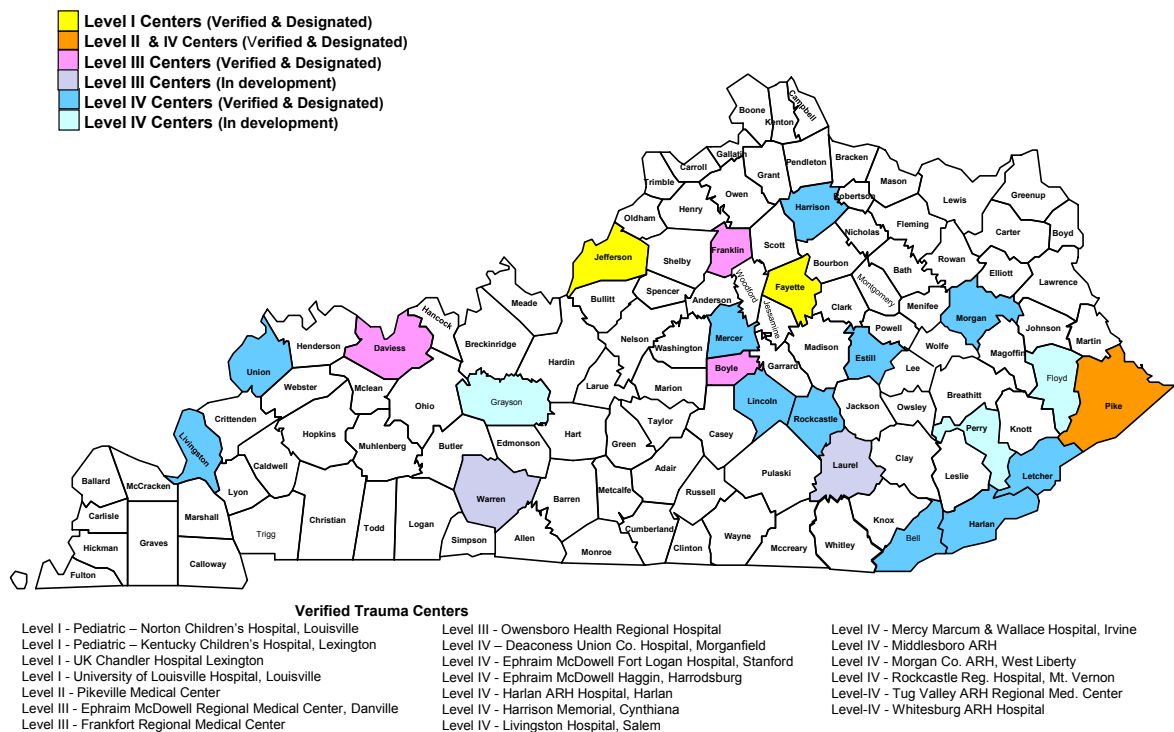 Level I Centers (Verified & Designated)
Level II & IV Centers (Verified & Designated)
Level III Centers (Verified & Designated)
Level III Centers (In development)
Level IV Centers (Verified & Designated)
Level IV Centers (In development)
Boone
Kenton
Campbell
Gallatin
Carroll
Grant
Pendleton
Bracken
Trimble
Owen
Mason
Robertson
Lewis
Greenup
Oldham
Henry
Harrison
Fleming
Carter
Boyd
Nicholas
Jefferson
Shelby
Franklin
Scott
Bourbon
Bath
Rowan
Elliott
Lawrence
Spencer
Bullitt
Anderson
Woodford
Fayette
Clark
Montgomery
Menifee
Morgan
Johnson
Martin
Hancock
Meade
Breckinridge
Nelson
Washington
Mercer
Jessamine
Madison
Powell
Estill
Wolfe
Magoffin
Floyd
Henderson
Daviess
Hardin
Larue
Marion
Boyle
Garrard
Lee
Breathitt
Pike
Union
Webster
Mclean
Ohio
Grayson
Lincoln
Rockcastle
Jackson
Owsley
Perry
Knott
Crittenden
Hopkins
Muhlenberg
Butler
Edmonson
Hart
Green
Taylor
Casey
Livingston
Caldwell
Lyon
Warren
Barren
Metcalfe
Adair
Russell
Pulaski
Laurel
Clay
Leslie
Letcher
Ballard
McCracken
Carlisle
Marshall
Trigg
Christian
Todd
Logan
Simpson
Allen
Monroe
Cumberland
Clinton
Wayne
Mccreary
Whitley
Knox
Bell
Harlan
Hickman
Graves
Calloway
Fulton
Verified Trauma Centers
Level I - Pediatric – Norton Children's Hospital, Louisville
Level I - Pediatric – Kentucky Children's Hospital, Lexington
Level I - UK Chandler Hospital Lexington
Level I - University of Louisville Hospital, Louisville
Level II - Pikeville Medical Center
Level III - Ephraim McDowell Regional Medical Center, Danville
Level III - Frankfort Regional Medical Center
Level III - Owensboro Health Regional Hospital
Level IV – Deaconess Union Co. Hospital, Morganfield
Level IV - Ephraim McDowell Fort Logan Hospital, Stanford
Level IV - Ephraim McDowell Haggin, Harrodsburg
Level IV - Harlan ARH Hospital, Harlan
Level IV - Harrison Memorial, Cynthiana
Level IV - Livingston Hospital, Salem
Level IV - Mercy Marcum & Wallace Hospital, Irvine
Level IV - Middlesboro ARH
Level IV - Morgan Co. ARH, West Liberty
Level IV - Rockcastle Reg. Hospital, Mt. Vernon
Level-IV - Tug Valley ARH Regional Med. Center
Level-IV - Whitesburg ARH Hospital